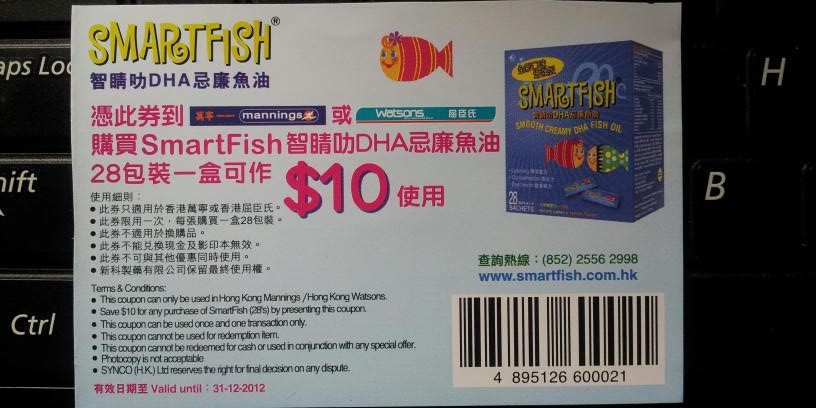 SMARTFISH®
智睛叻DHA忌廉魚油
憑此券到 萬寧 mannings 或 Watsons 屈臣氏
購買SmartFish智睛叻DHA忌廉魚油
28包裝一盒可作 $10 使用
使用細則：
• 此券只適用於香港萬寧或香港屈臣氏。
• 此券限用一次，每張購買一盒28包裝。
• 此券不適用於換購品。
• 此券不能兌換現金及影印本無效。
• 此券不可與其他優惠同時使用。
• 新科製藥有限公司保留最終使用權。
Terms & Conditions:
• This coupon can only be used in Hong Kong Mannings / Hong Kong Watsons.
• Save $10 for any purchase of SmartFish (28's) by presenting this coupon.
• This coupon can be used once and one transaction only.
• This coupon cannot be used for redemption item.
• This coupon cannot be redeemed for cash or used in conjunction with any special offer.
• Photocopy is not acceptable
• SYNCO (H.K.) Ltd reserves the right for final decision on any dispute.
有效日期至 Valid until : 31-12-2012
SMARTFISH
智睛叻DHA忌廉魚油
SMOOTH CREAMY DHA FISH OIL
28
SACHETS
查詢熱線：(852) 2556 2998
www.smartfish.com.hk
4 895126 600021
aps Loc
hift
Ctrl
H
B